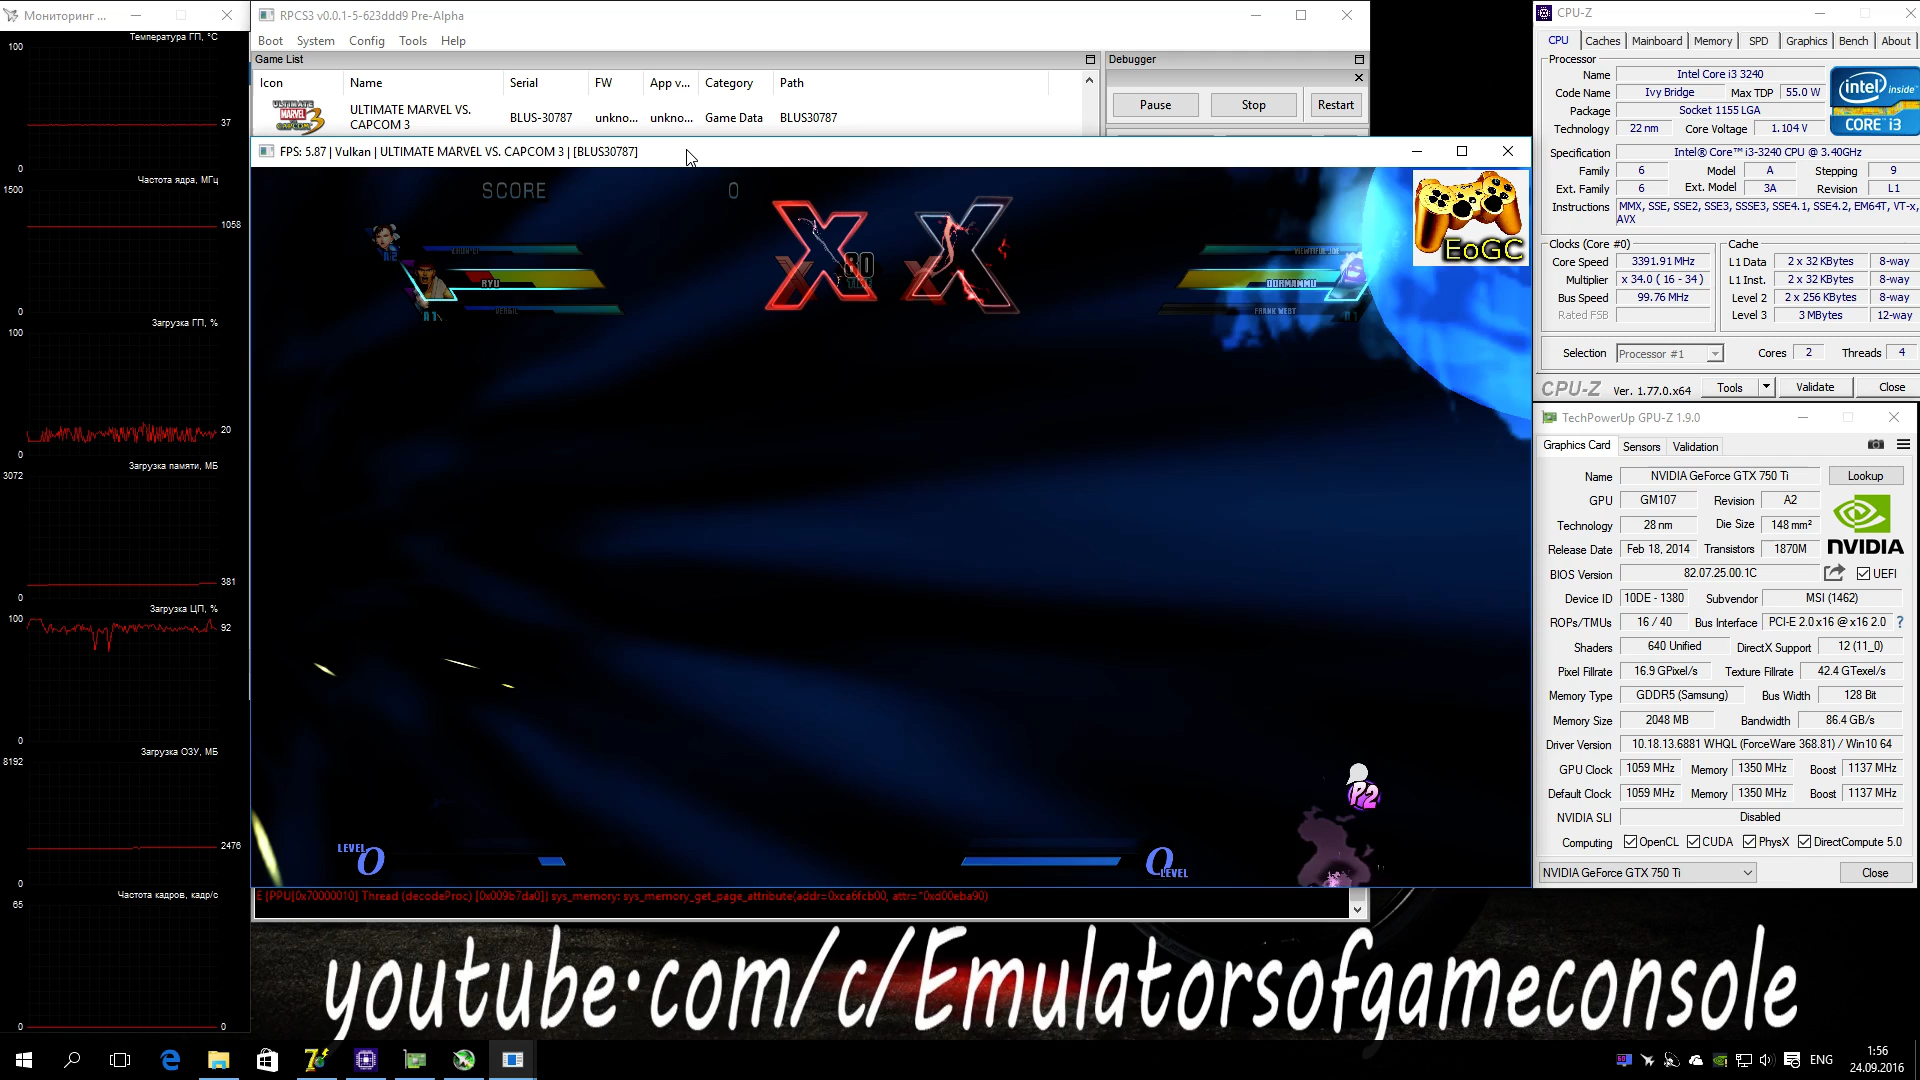 Мониторинг ...
Температура ГП, °C
100
37
0
Частота ядра, МГц
1500
1058
0
Загрузка ГП, %
100
20
0
Загрузка памяти, МБ
3072
381
0
Загрузка ЦП, %
100
92
0
Загрузка ОЗУ, МБ
8192
2476
0
Частота кадров, кадр/с
65
0
0
RPCS3 v0.0.1-5-623ddd9 Pre-Alpha
Boot System Config Tools Help
Game List
Icon Name Serial FW App v... Category Path
ULTIMATE MARVEL VS. CAPCOM 3
ULTIMATE MARVEL VS.
CAPCOM 3
BLUS-30787 unkno... unkno... Game Data BLUS30787
Debugger
Pause Stop Restart
FPS: 5.87 | Vulkan | ULTIMATE MARVEL VS. CAPCOM 3 | [BLUS30787]
SCORE 0
EoGC
CHUN-LI
80
TIME
VIEWTIFUL JOE
RYU
DORMAMMU
VERGIL
FRANK WEST
P2
LEVEL 0
0 LEVEL
E {PPU[0x70000010] Thread (decodeProc) [0x009b7da0]} sys_memory: sys_memory_get_page_attribute(addr=0xca6fcb00, attr=*0xd00eba90)
youtube.com/c/Emulatorsofgameconsole
CPU-Z
CPU Caches Mainboard Memory SPD Graphics Bench About
Processor
Name Intel Core i3 3240
Code Name Ivy Bridge Max TDP 55.0 W
Package Socket 1155 LGA
Technology 22 nm Core Voltage 1.104 V
intel inside™
CORE i3
Specification Intel® Core™ i3-3240 CPU @ 3.40GHz
Family 6 Model A Stepping 9
Ext. Family 6 Ext. Model 3A Revision L1
Instructions MMX, SSE, SSE2, SSE3, SSSE3, SSE4.1, SSE4.2, EM64T, VT-x,
AVX
Clocks (Core #0)
Core Speed 3391.91 MHz
Multiplier x 34.0 ( 16 - 34 )
Bus Speed 99.76 MHz
Rated FSB
Cache
L1 Data 2 x 32 KBytes 8-way
L1 Inst. 2 x 32 KBytes 8-way
Level 2 2 x 256 KBytes 8-way
Level 3 3 MBytes 12-way
Selection Processor #1 Cores 2 Threads 4
CPU-Z Ver. 1.77.0.x64 Tools Validate Close
TechPowerUp GPU-Z 1.9.0
Graphics Card Sensors Validation
Name NVIDIA GeForce GTX 750 Ti Lookup
GPU GM107 Revision A2
Technology 28 nm Die Size 148 mm²
Release Date Feb 18, 2014 Transistors 1870M
NVIDIA
BIOS Version 82.07.25.00.1C UEFI
Device ID 10DE - 1380 Subvendor MSI (1462)
ROPs/TMUs 16 / 40 Bus Interface PCI-E 2.0 x16 @ x16 2.0 ?
Shaders 640 Unified DirectX Support 12 (11_0)
Pixel Fillrate 16.9 GPixel/s Texture Fillrate 42.4 GTexel/s
Memory Type GDDR5 (Samsung) Bus Width 128 Bit
Memory Size 2048 MB Bandwidth 86.4 GB/s
Driver Version 10.18.13.6881 WHQL (ForceWare 368.81) / Win10 64
GPU Clock 1059 MHz Memory 1350 MHz Boost 1137 MHz
Default Clock 1059 MHz Memory 1350 MHz Boost 1137 MHz
NVIDIA SLI Disabled
Computing OpenCL CUDA PhysX DirectCompute 5.0
NVIDIA GeForce GTX 750 Ti Close
ENG
1:56
24.09.2016